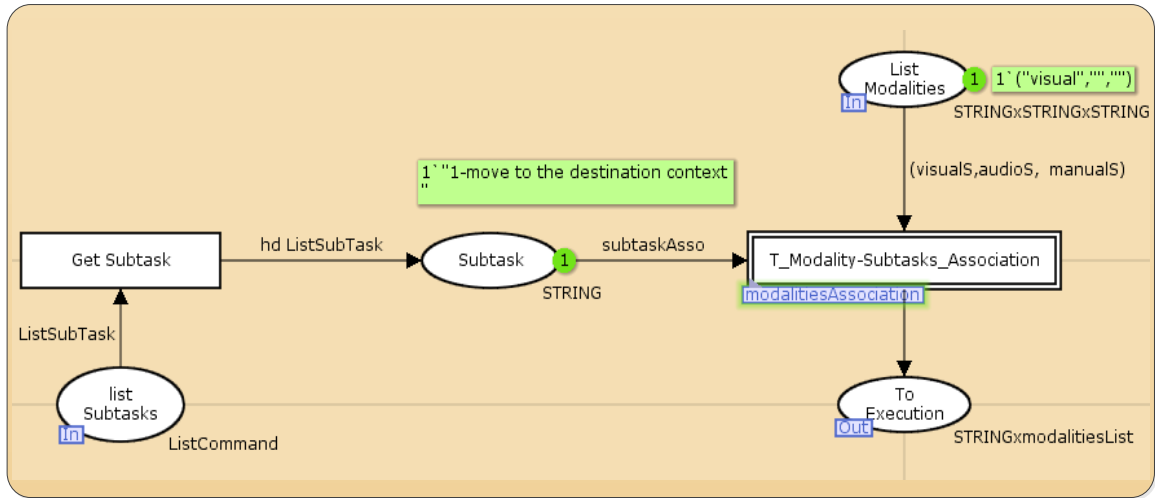 List
Modalities
1
1`("visual","","")
In
STRINGxSTRINGxSTRING
(visualS,audioS, manualS)
1`"1-move to the destination context
"
Get Subtask
hd ListSubTask
Subtask
1
STRING
subtaskAsso
T_Modality-Subtasks_Association
modalitiesAssociation
ListSubTask
list
Subtasks
In
ListCommand
To
Execution
Out
STRINGxmodalitiesList